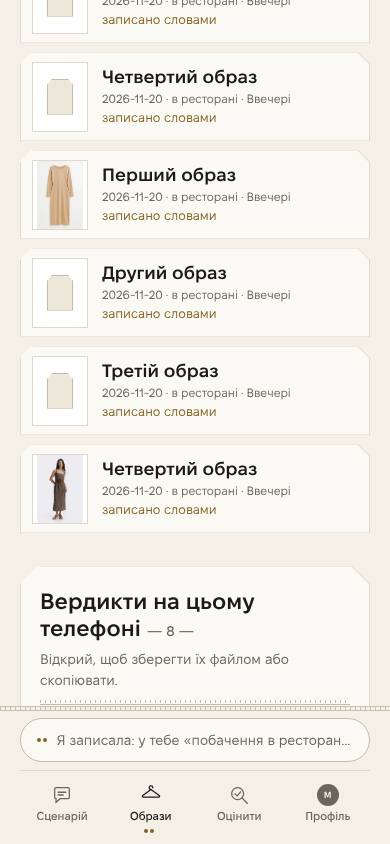 2026-11-20 · в ресторані · Ввечері
записано словами
Четвертий образ
2026-11-20 · в ресторані · Ввечері
записано словами
Перший образ
2026-11-20 · в ресторані · Ввечері
записано словами
Другий образ
2026-11-20 · в ресторані · Ввечері
записано словами
Третій образ
2026-11-20 · в ресторані · Ввечері
записано словами
Четвертий образ
2026-11-20 · в ресторані · Ввечері
записано словами
Вердикти на цьому
телефоні — 8 —
Відкрий, щоб зберегти їх файлом або
скопіювати.
Я записала: у тебе «побачення в ресторан...
Сценарій Образи Оцінити М Профіль